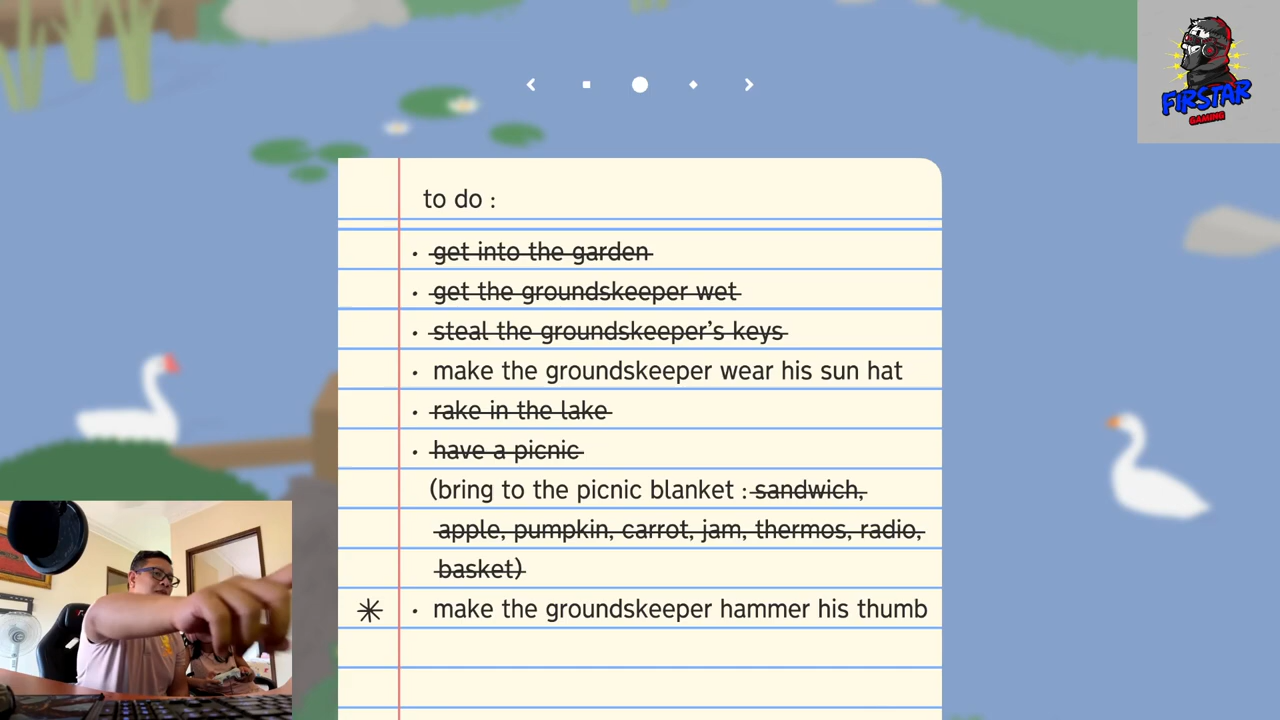 FIRSTAR
GAMING
to do :
• get into the garden
• get the groundskeeper wet
• steal the groundskeeper's keys
• make the groundskeeper wear his sun hat
• rake in the lake
• have a picnic
(bring to the picnic blanket : sandwich,
apple, pumpkin, carrot, jam, thermos, radio,
basket)
• make the groundskeeper hammer his thumb